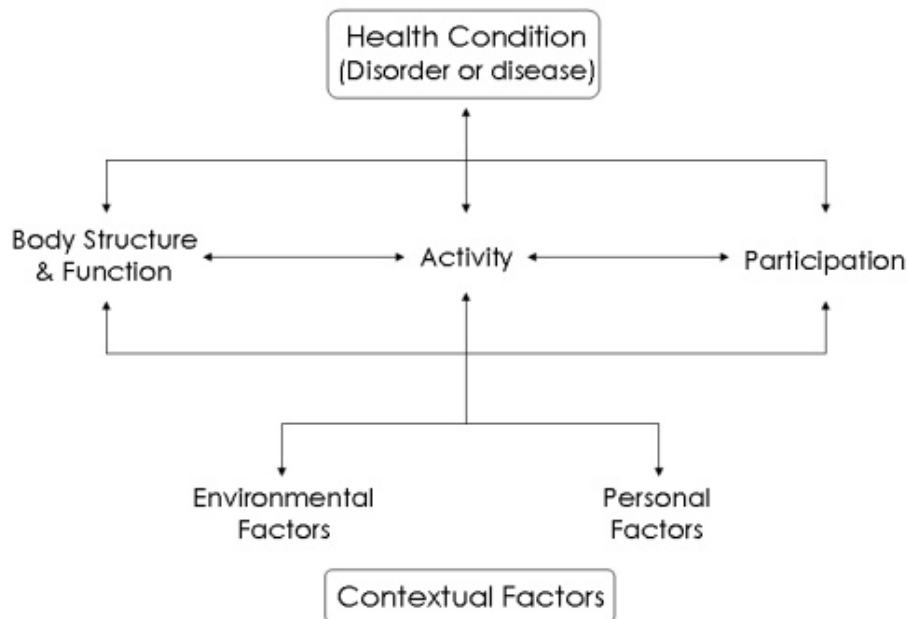 Health Condition
(Disorder or disease)
Body Structure
& Function
Activity
Participation
Environmental
Factors
Personal
Factors
Contextual Factors